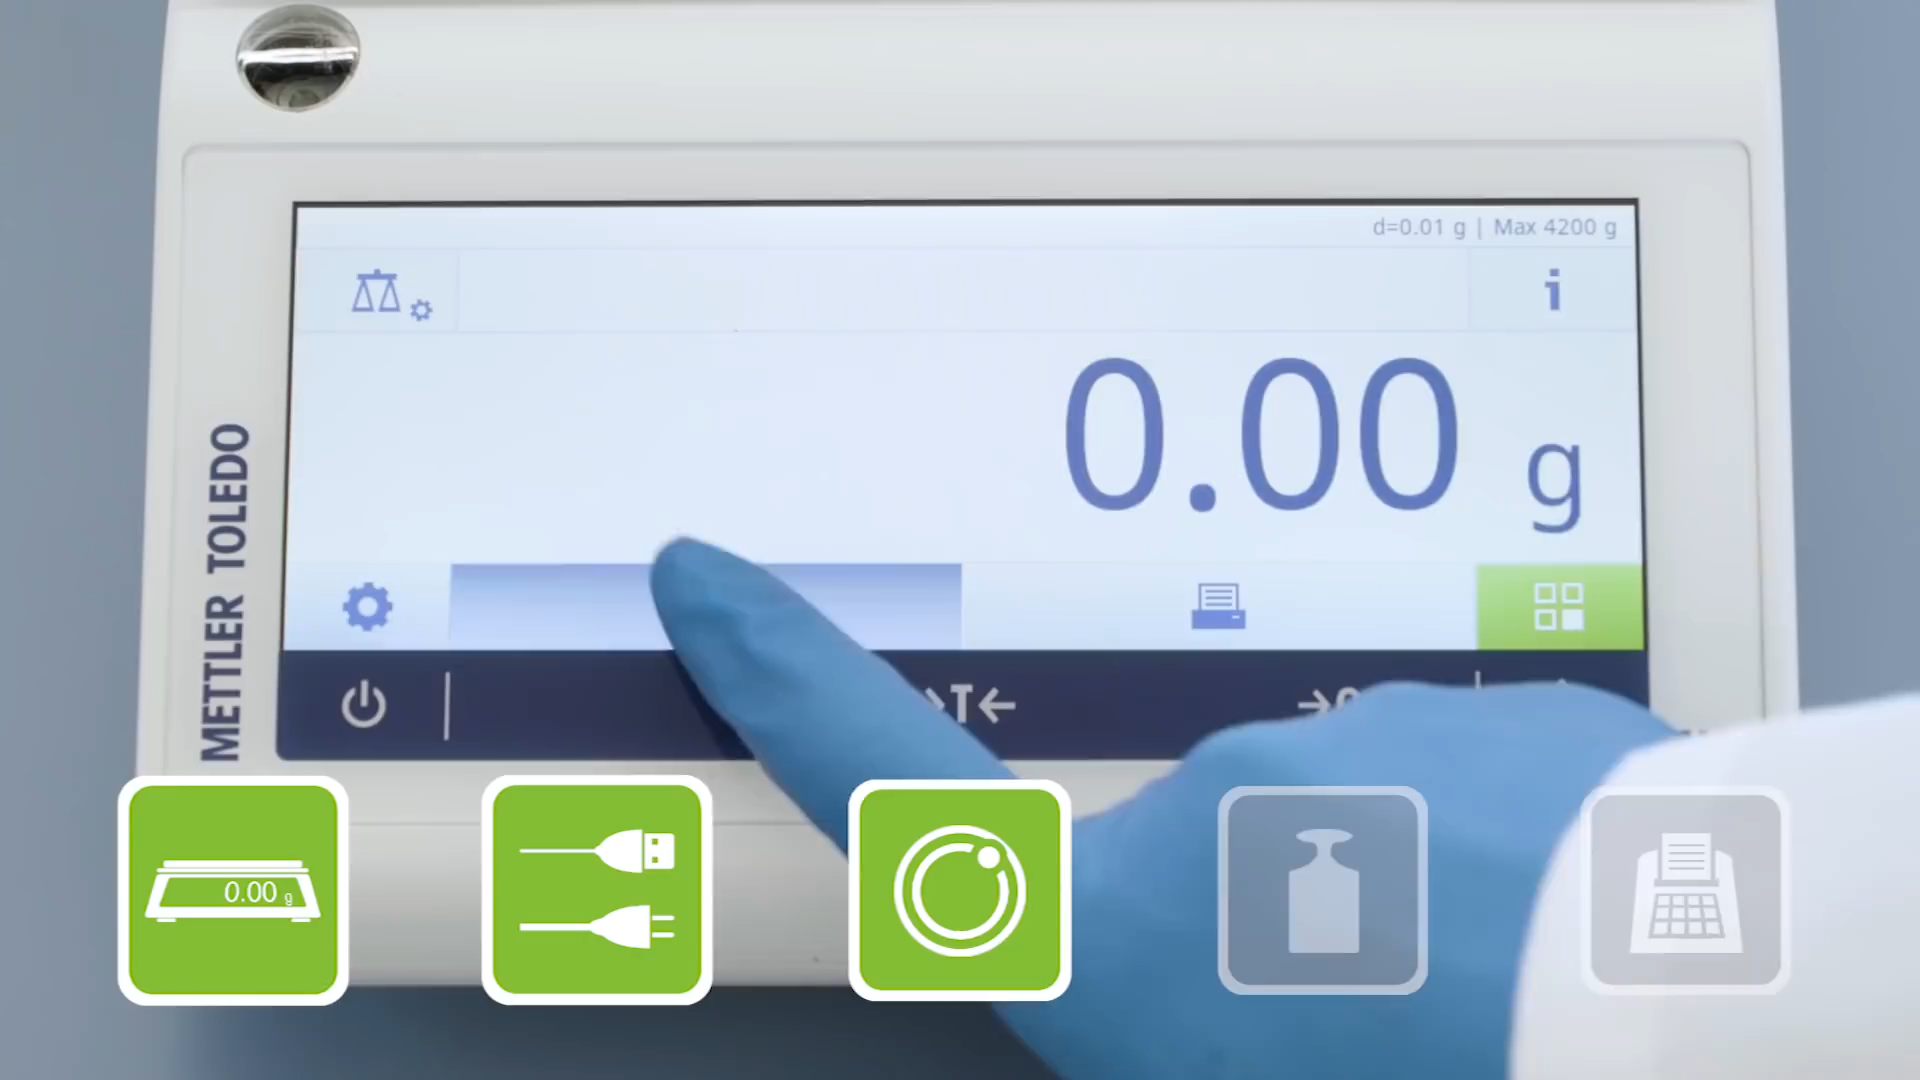 d=0.01 g | Max 4200 g
i
0.00 g
→T←
METTLER TOLEDO
0.00 g